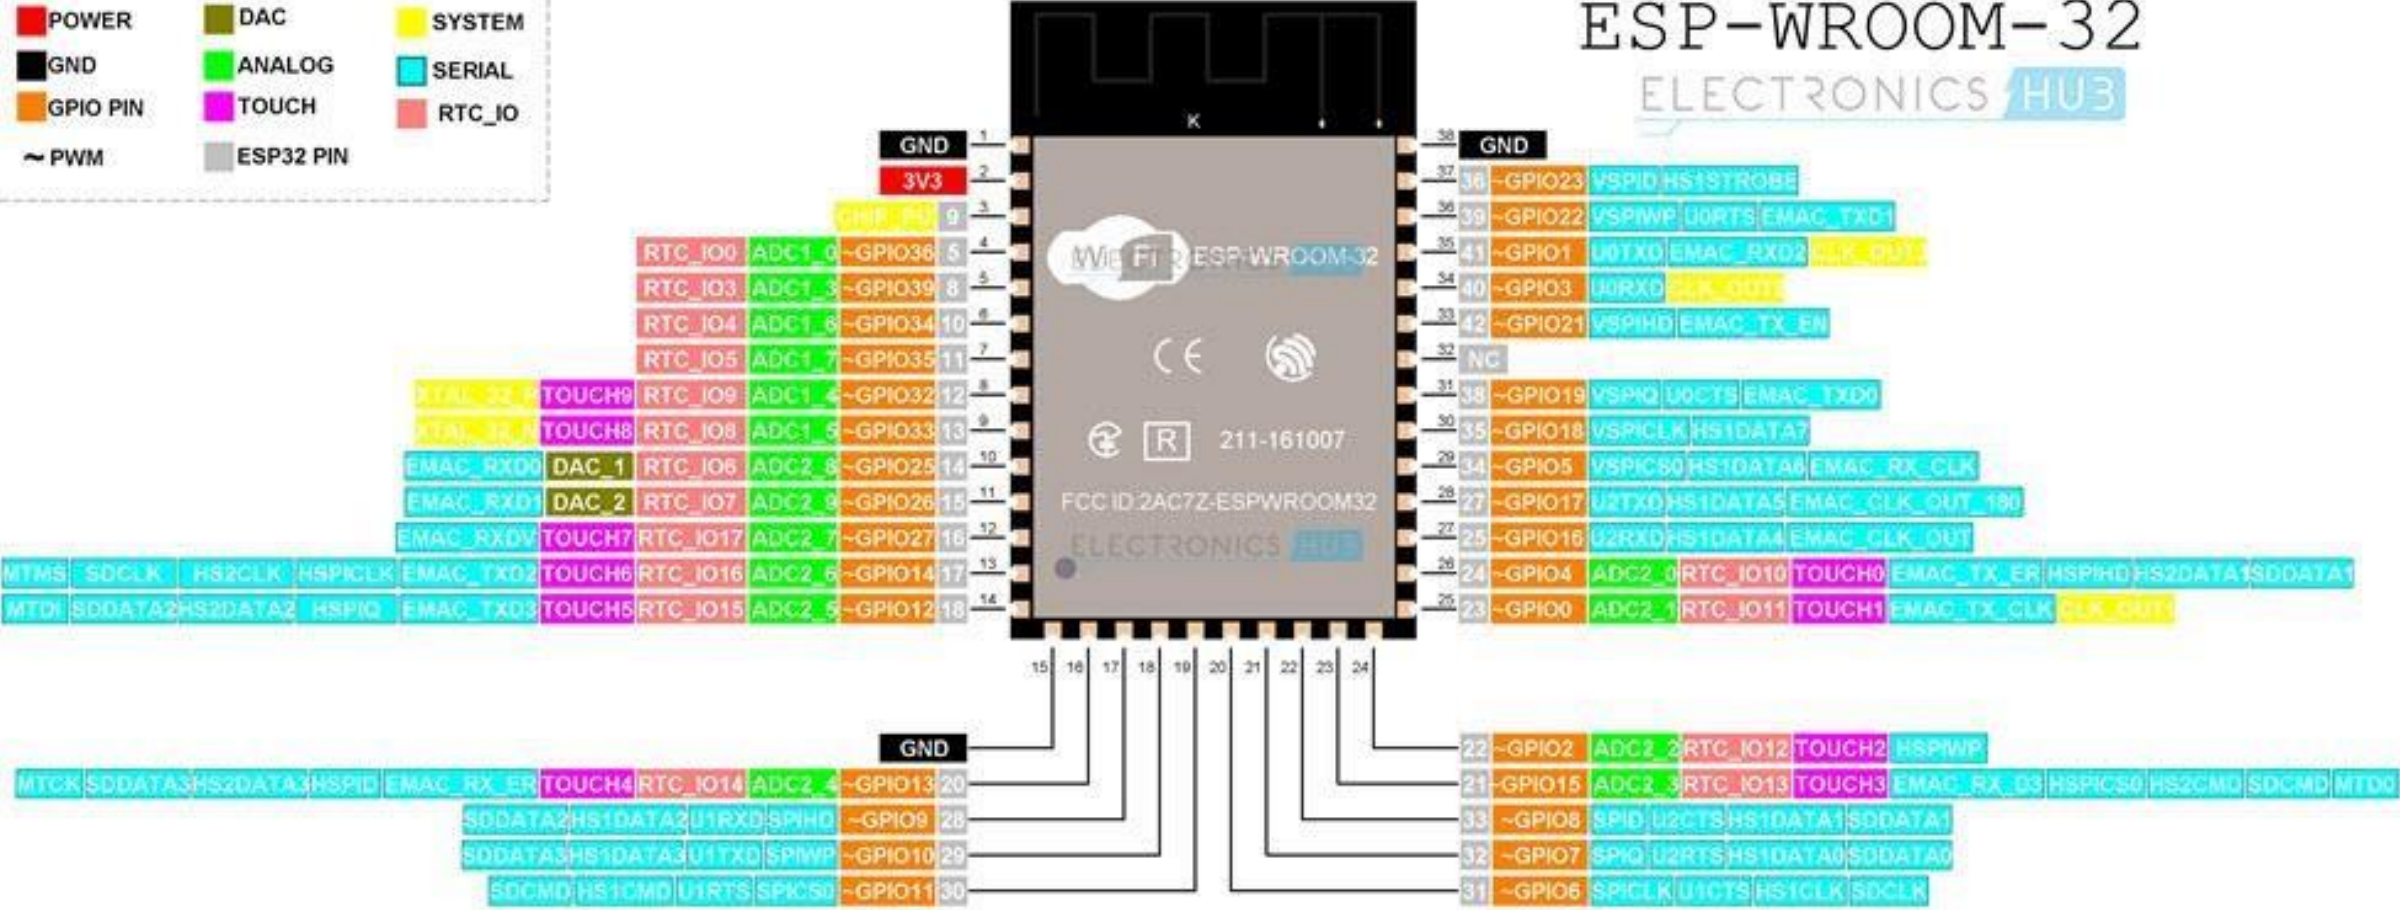 POWER DAC SYSTEM
GND ANALOG SERIAL
GPIO PIN TOUCH RTC_IO
~ PWM ESP32 PIN
ESP-WROOM-32
ELECTRONICS HUB
K
GND 1
3V3 2
CHIP_PU 9 3
RTC_IO0 ADC1_0 ~GPIO36 5 4
RTC_IO3 ADC1_3 ~GPIO39 8 5
RTC_IO4 ADC1_6 ~GPIO34 10 6
RTC_IO5 ADC1_7 ~GPIO35 11 7
XTAL_32_P TOUCH9 RTC_IO9 ADC1_4 ~GPIO32 12 8
XTAL_32_N TOUCH8 RTC_IO8 ADC1_5 ~GPIO33 13 9
EMAC_RXD0 DAC_1 RTC_IO6 ADC2_8 ~GPIO25 14 10
EMAC_RXD1 DAC_2 RTC_IO7 ADC2_9 ~GPIO26 15 11
EMAC_RXDV TOUCH7 RTC_IO17 ADC2_7 ~GPIO27 16 12
MTMS SDCLK HS2CLK HSPICLK EMAC_TXD2 TOUCH6 RTC_IO16 ADC2_6 ~GPIO14 17 13
MTDI SDDATA2 HS2DATA2 HSPIQ EMAC_TXD3 TOUCH5 RTC_IO15 ADC2_5 ~GPIO12 18 14
Wi Fi ESP-WROOM-32
CE
R 211-161007
FCC ID 2AC7Z-ESPWROOM32
ELECTRONICS HUB
38 GND
37 36 ~GPIO23 VSPID HS1STROBE
36 39 ~GPIO22 VSPIWP U0RTS EMAC_TXD1
35 41 ~GPIO1 U0TXD EMAC_RXD2
34 40 ~GPIO3 U0RXD
33 42 ~GPIO21 VSPIHD EMAC_TX_EN
32 NC
31 38 ~GPIO19 VSPIQ U0CTS EMAC_TXD0
30 35 ~GPIO18 VSPICLK HS1DATA7
29 34 ~GPIO5 VSPICS0 HS1DATA6 EMAC_RX_CLK
28 27 ~GPIO17 U2TXD HS1DATA5 EMAC_CLK_OUT_180
27 25 ~GPIO16 U2RXD HS1DATA4 EMAC_CLK_OUT
26 24 ~GPIO4 ADC2_0 RTC_IO10 TOUCH0 EMAC_TX_ER HSPIHD HS2DATA1 SDDATA1
25 23 ~GPIO0 ADC2_1 RTC_IO11 TOUCH1 EMAC_TX_CLK CLK_OUT1
15 16 17 18 19 20 21 22 23 24
GND
MTCK SDDATA3 HS2DATA3 HSPID EMAC_RX_ER TOUCH4 RTC_IO14 ADC2_4 ~GPIO13 20
SDDATA2 HS1DATA2 U1RXD SPIHD ~GPIO9 28
SDDATA3 HS1DATA3 U1TXD SPIWP ~GPIO10 29
SDCMD HS1CMD U1RTS SPICS0 ~GPIO11 30
22 ~GPIO2 ADC2_2 RTC_IO12 TOUCH2 HSPIWP
21 ~GPIO15 ADC2_3 RTC_IO13 TOUCH3 EMAC_RX_D3 HSPICS0 HS2CMD SDCMD MTDO
33 ~GPIO8 SPID U2CTS HS1DATA1 SDDATA1
32 ~GPIO7 SPIQ U2RTS HS1DATA0 SDDATA0
31 ~GPIO6 SPICLK U1CTS HS1CLK SDCLK